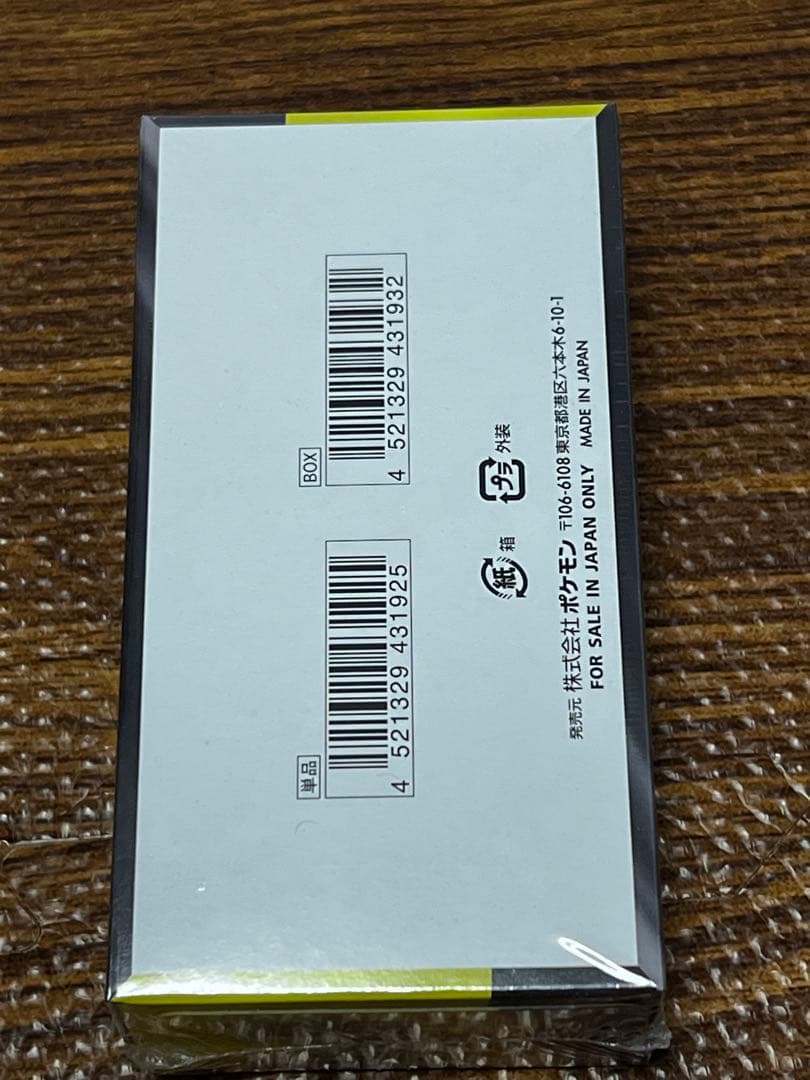 単品
4 521329 431925
BOX
4 521329 431932
紙 箱
プラ 外装
発売元 株式会社 ポケモン 〒106-6108 東京都港区六本木6-10-1
FOR SALE IN JAPAN ONLY MADE IN JAPAN